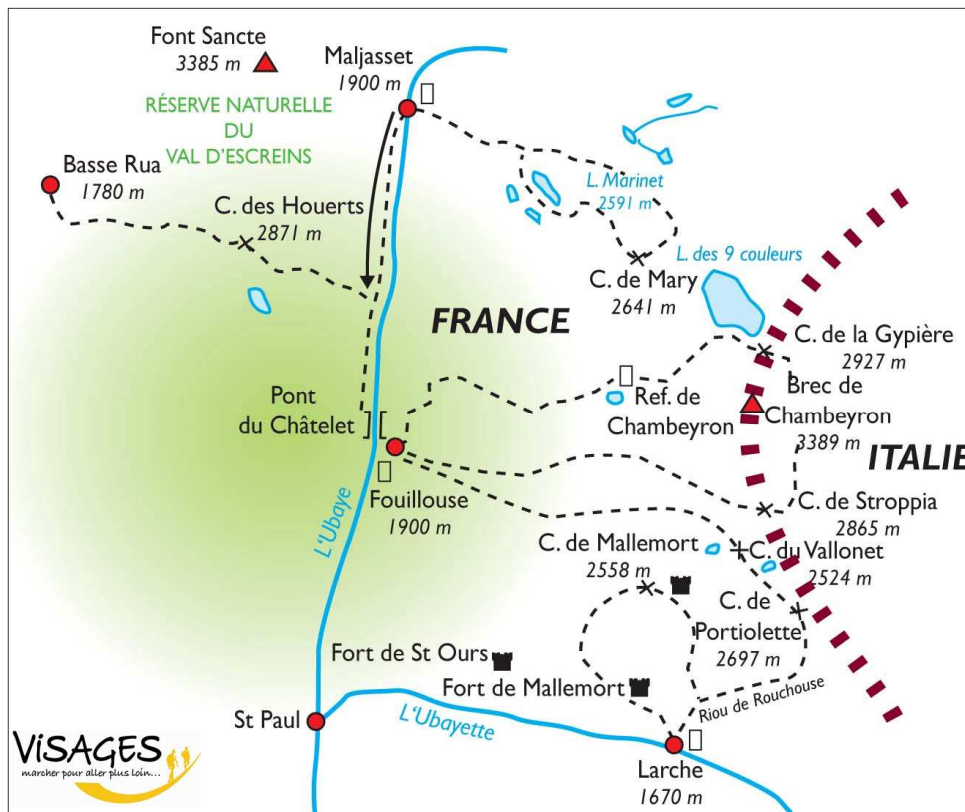 Font Sancte
3385 m
Maljasset
1900 m
RÉSERVE NATURELLE
DU
VAL D'ESCREINS
Basse Rua
1780 m
C. des Houerts
2871 m
L. Marinet
2591 m
L. des 9 couleurs
C. de Mary
2641 m
FRANCE
C. de la Gypière
2927 m
Pont
du Châtelet
Ref. de
Chambeyron
Brec de
Chambeyron
3389 m
ITALIE
Fouillouse
1900 m
L'Ubaye
C. de Stroppia
2865 m
C. de Mallemort
2558 m
C. du Vallonet
2524 m
C. de
Portiolette
2697 m
Fort de St Ours
Fort de Mallemort
Riou de Rouchouse
St Paul
L'Ubayette
Larche
1670 m
ViSAGES
marcher pour aller plus loin...